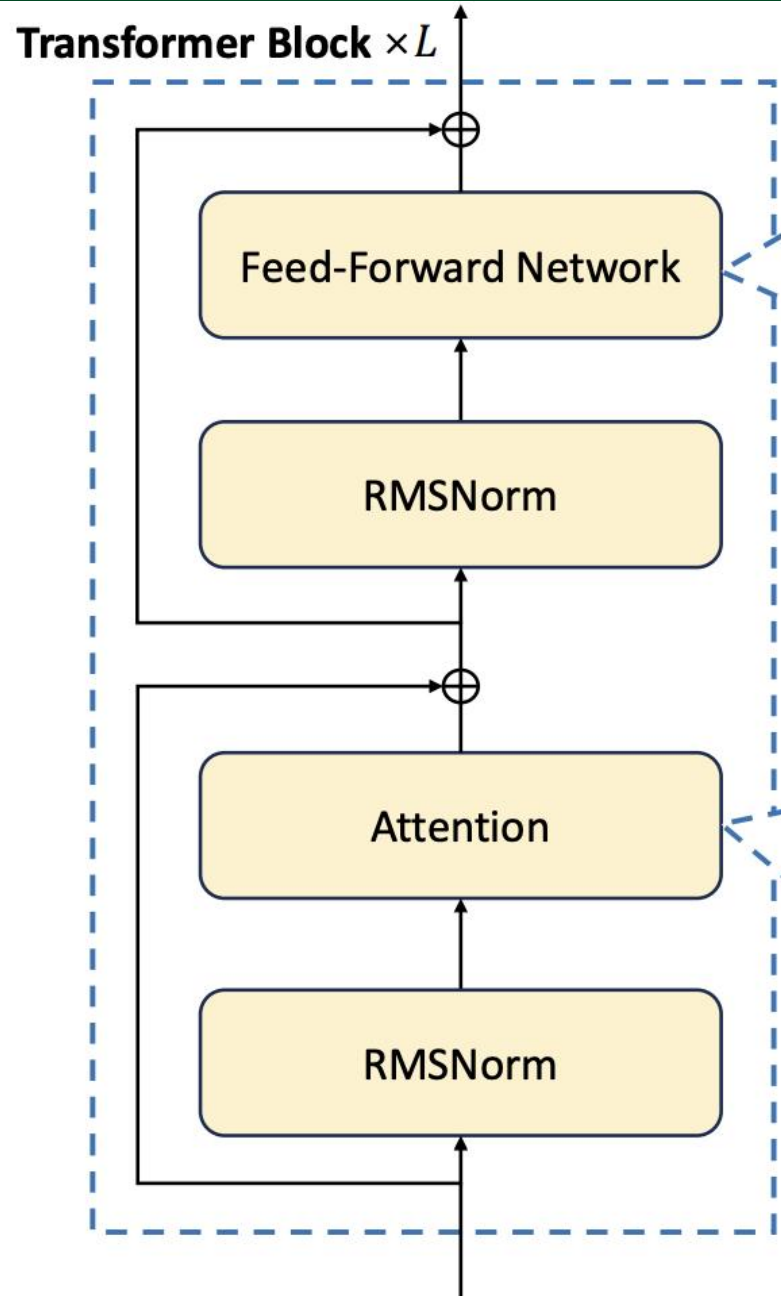 Transformer Block ×L
Feed-Forward Network
RMSNorm
Attention
RMSNorm